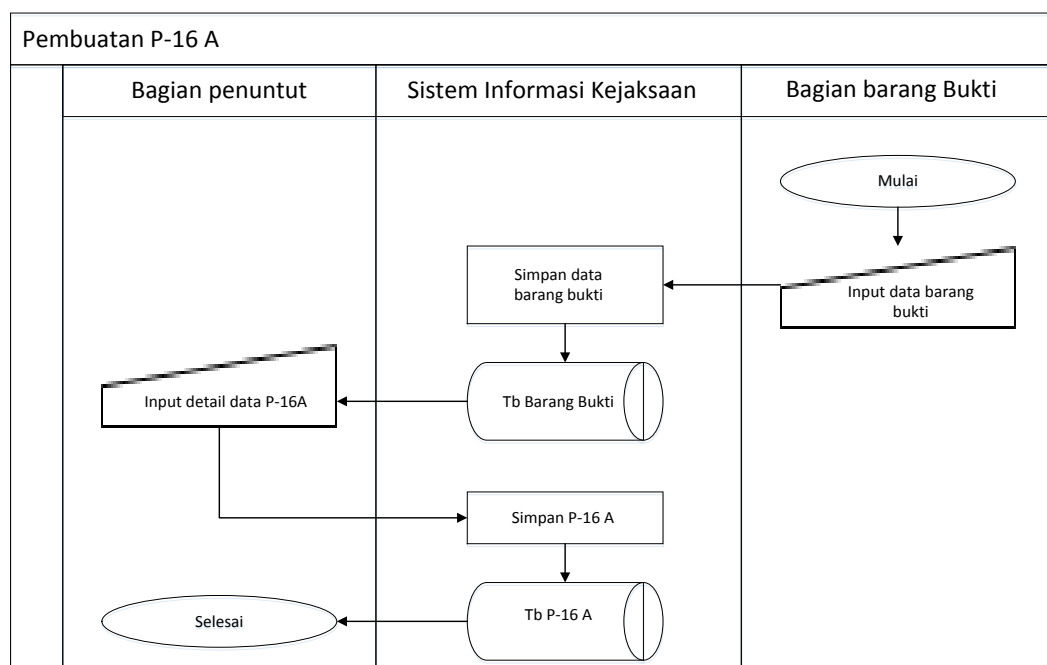 Pembuatan P-16 A
Bagian penuntut
Sistem Informasi Kejaksaan
Bagian barang Bukti
Mulai
Simpan data
barang bukti
Input data barang
bukti
Input detail data P-16A
Tb Barang Bukti
Simpan P-16 A
Selesai
Tb P-16 A